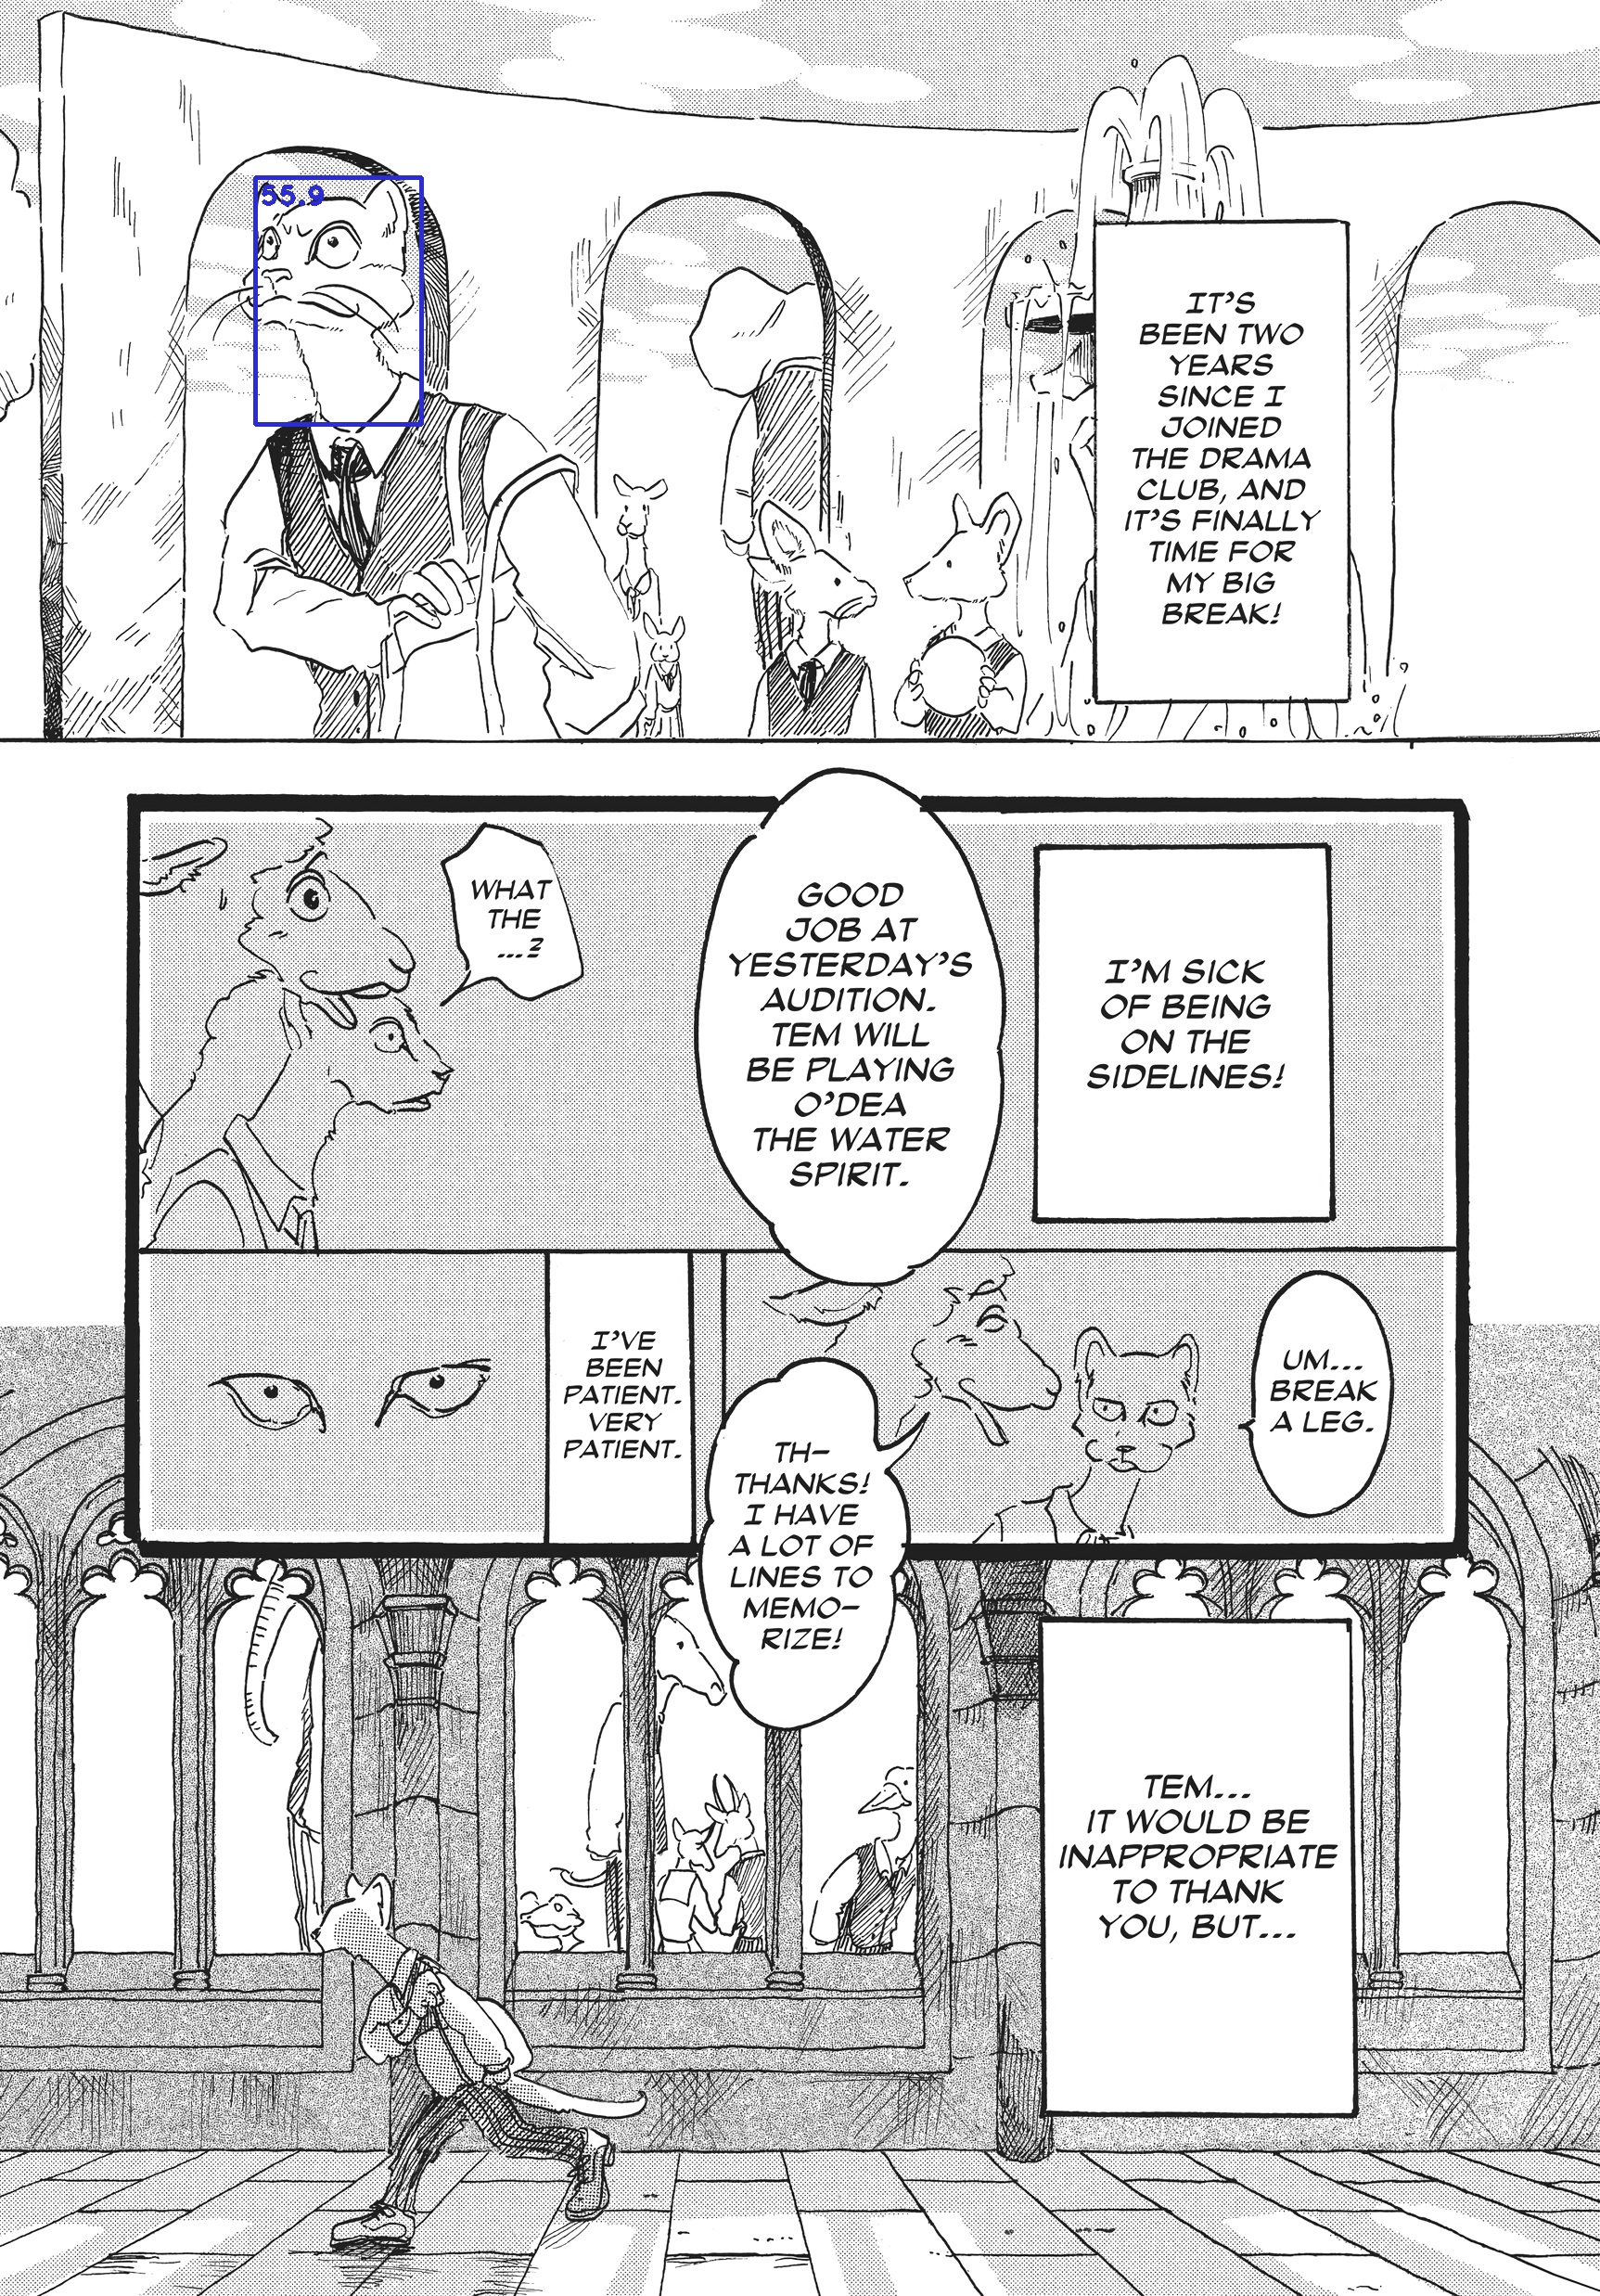 55.9
IT'S
BEEN TWO
YEARS
SINCE I
JOINED
THE DRAMA
CLUB, AND
IT'S FINALLY
TIME FOR
MY BIG
BREAK!
I'M SICK
OF BEING
ON THE
SIDELINES!
GOOD
JOB AT
YESTERDAY'S
AUDITION.
TEM WILL
BE PLAYING
O'DEA
THE WATER
SPIRIT.
WHAT
THE
...?
UM...
BREAK
A LEG.
TH-
THANKS!
I HAVE
A LOT OF
LINES TO
MEMO-
RIZE!
I'VE
BEEN
PATIENT.
VERY
PATIENT.
TEM...
IT WOULD BE
INAPPROPRIATE
TO THANK
YOU, BUT...